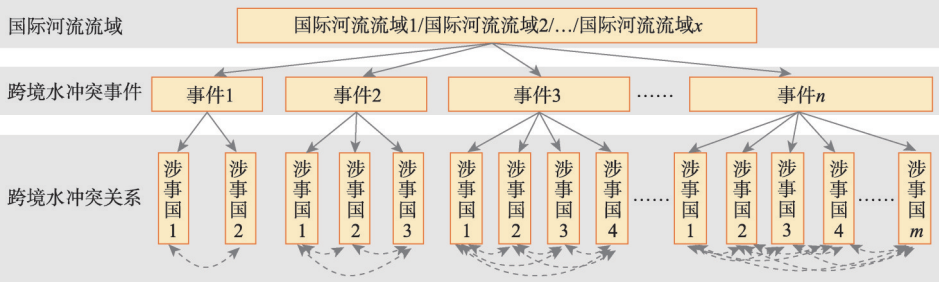 国际河流流域
国际河流流域1/国际河流流域2/…/国际河流流域x
跨境水冲突事件
事件1
事件2
事件3
……
事件n
跨境水冲突关系
涉事国1
涉事国2
涉事国1
涉事国2
涉事国3
涉事国1
涉事国2
涉事国3
涉事国4
……
涉事国1
涉事国2
涉事国3
涉事国4
……
涉事国m